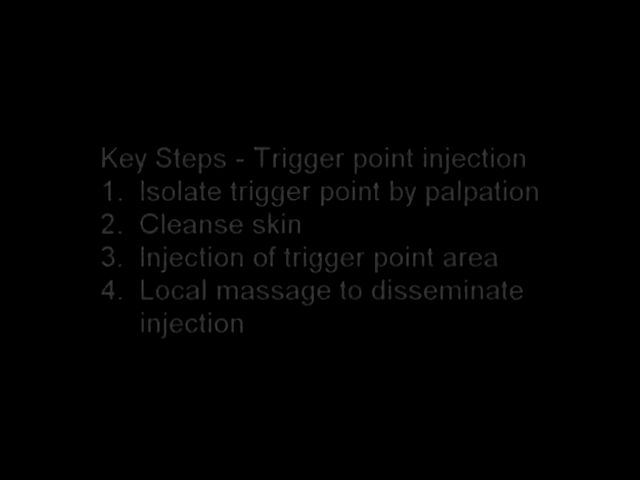 Key Steps - Trigger point injection
1. Isolate trigger point by palpation
2. Cleanse skin
3. Injection of trigger point area
4. Local massage to disseminate
injection